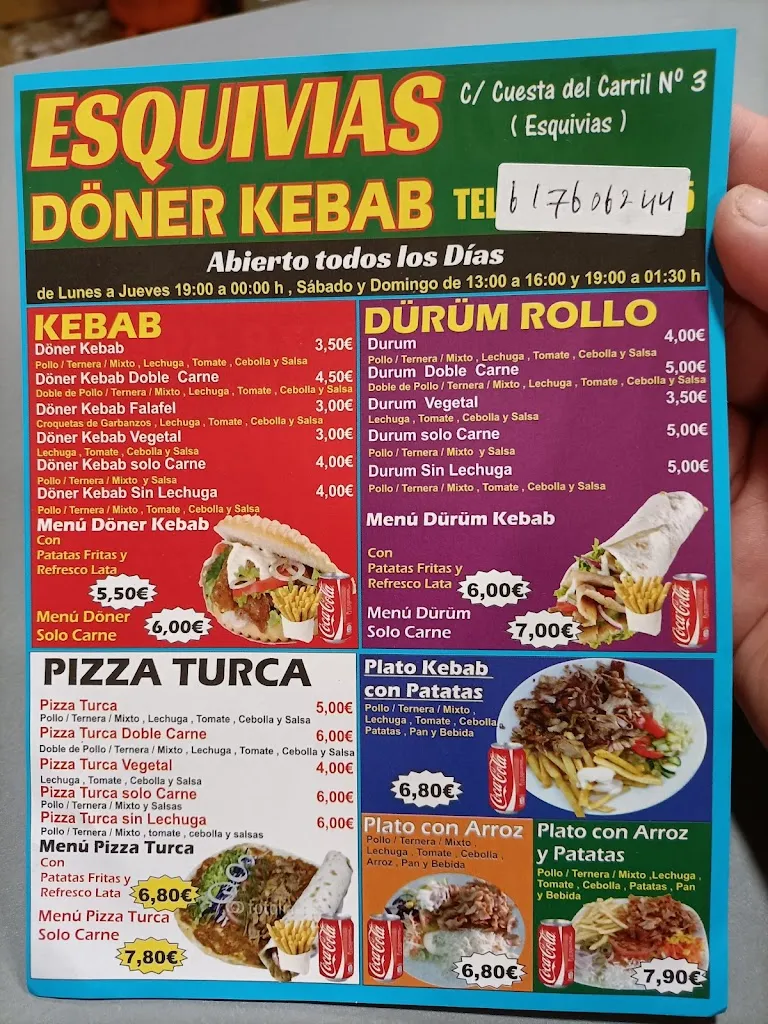 ESQUIVIAS
C/ Cuesta del Carril Nº 3
( Esquivias )
DÖNER KEBAB
TEL 617606244
Abierto todos los Días
de Lunes a Jueves 19:00 a 00:00 h , Sábado y Domingo de 13:00 a 16:00 y 19:00 a 01:30 h
KEBAB
Döner Kebab 3,50€
Pollo / Ternera / Mixto , Lechuga , Tomate , Cebolla y Salsa
Döner Kebab Doble Carne 4,50€
Doble de Pollo / Ternera / Mixto , Lechuga , Tomate , Cebolla y Salsa
Döner Kebab Falafel 3,00€
Croquetas de Garbanzos , Lechuga , Tomate , Cebolla y Salsa
Döner Kebab Vegetal 3,00€
Lechuga , Tomate , Cebolla y Salsa
Döner Kebab solo Carne 4,00€
Pollo / Ternera / Mixto y Salsa
Döner Kebab Sin Lechuga 4,00€
Pollo / Ternera / Mixto , Tomate , Cebolla y Salsa
Menú Döner Kebab
Con
Patatas Fritas y
Refresco Lata
5,50€
Menú Döner
Solo Carne
6,00€
Coca-Cola
DÜRÜM ROLLO
Durum 4,00€
Pollo / Ternera / Mixto , Lechuga , Tomate , Cebolla y Salsa
Durum Doble Carne 5,00€
Doble de Pollo / Ternera / Mixto , Lechuga , Tomate , Cebolla y Salsa
Durum Vegetal 3,50€
Lechuga , Tomate , Cebolla y Salsa
Durum solo Carne 5,00€
Pollo / Ternera / Mixto y Salsa
Durum Sin Lechuga 5,00€
Pollo / Ternera / Mixto , Tomate , Cebolla y Salsa
Menú Dürüm Kebab
Con
Patatas Fritas y
Refresco Lata
6,00€
Menú Dürüm
Solo Carne
7,00€
Coca-Cola
PIZZA TURCA
Pizza Turca 5,00€
Pollo / Ternera / Mixto , Lechuga , Tomate , Cebolla y Salsa
Pizza Turca Doble Carne 6,00€
Doble de Pollo / Ternera / Mixto , Lechuga , Tomate , Cebolla y Salsa
Pizza Turca Vegetal 4,00€
Lechuga , Tomate , Cebolla y Salsa
Pizza Turca solo Carne 6,00€
Pollo / Ternera / Mixto y Salsas
Pizza Turca sin Lechuga 6,00€
Pollo / Ternera / Mixto , tomate , cebolla y salsas
Menú Pizza Turca
Con
Patatas Fritas y
Refresco Lata
6,80€
Menú Pizza Turca
Solo Carne
7,80€
Coca-Cola
Plato Kebab
con Patatas
Pollo / Ternera / Mixto ,
Lechuga , Tomate , Cebolla
Patatas , Pan y Bebida
6,80€
Coca-Cola
Plato con Arroz
Pollo / Ternera / Mixto ,
Lechuga , Tomate , Cebolla ,
Arroz , Pan y Bebida
6,80€
Coca-Cola
Plato con Arroz
y Patatas
Pollo / Ternera / Mixto ,Lechuga ,
Tomate , Cebolla , Patatas , Pan
y Bebida
7,90€
Coca-Cola